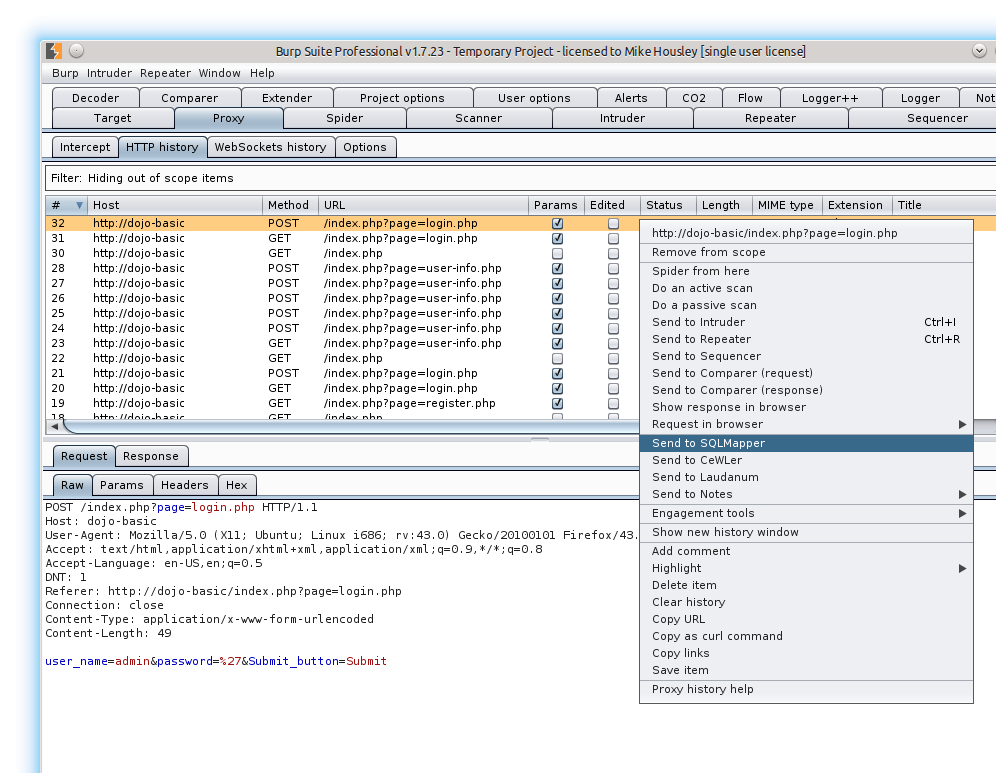 Burp Suite Professional v1.7.23 - Temporary Project - licensed to Mike Housley [single user license]
Burp Intruder Repeater Window Help
Decoder Comparer Extender Project options User options Alerts CO2 Flow Logger++ Logger Not
Target Proxy Spider Scanner Intruder Repeater Sequencer
Intercept HTTP history WebSockets history Options
Filter: Hiding out of scope items
# Host Method URL Params Edited Status Length MIME type Extension Title
32 http://dojo-basic POST /index.php?page=login.php
31 http://dojo-basic GET /index.php?page=login.php
30 http://dojo-basic GET /index.php
28 http://dojo-basic POST /index.php?page=user-info.php
27 http://dojo-basic POST /index.php?page=user-info.php
26 http://dojo-basic POST /index.php?page=user-info.php
25 http://dojo-basic POST /index.php?page=user-info.php
24 http://dojo-basic POST /index.php?page=user-info.php
23 http://dojo-basic GET /index.php?page=user-info.php
22 http://dojo-basic GET /index.php
21 http://dojo-basic POST /index.php?page=login.php
20 http://dojo-basic GET /index.php?page=login.php
19 http://dojo-basic GET /index.php?page=register.php
18 http://dojo-basic GET /index.php
http://dojo-basic/index.php?page=login.php
Remove from scope
Spider from here
Do an active scan
Do a passive scan
Send to Intruder Ctrl+I
Send to Repeater Ctrl+R
Send to Sequencer
Send to Comparer (request)
Send to Comparer (response)
Show response in browser
Request in browser
Send to SQLMapper
Send to CeWLer
Send to Laudanum
Send to Notes
Engagement tools
Show new history window
Add comment
Highlight
Delete item
Clear history
Copy URL
Copy as curl command
Copy links
Save item
Proxy history help
Request Response
Raw Params Headers Hex
POST /index.php?page=login.php HTTP/1.1
Host: dojo-basic
User-Agent: Mozilla/5.0 (X11; Ubuntu; Linux i686; rv:43.0) Gecko/20100101 Firefox/43.
Accept: text/html,application/xhtml+xml,application/xml;q=0.9,*/*;q=0.8
Accept-Language: en-US,en;q=0.5
DNT: 1
Referer: http://dojo-basic/index.php?page=login.php
Connection: close
Content-Type: application/x-www-form-urlencoded
Content-Length: 49
user_name=admin&password=%27&Submit_button=Submit